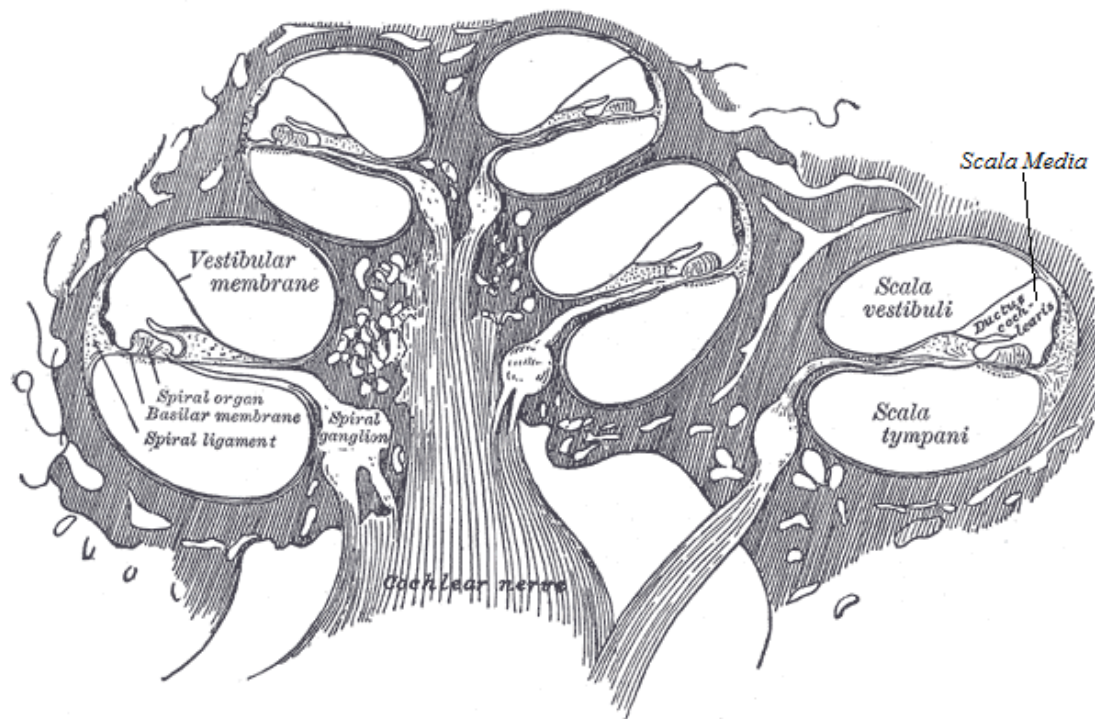 Scala Media
Vestibular
membrane
Scala
vestibuli
Ductus
coch-
learis
Spiral organ
Basilar membrane
Spiral ligament
Spiral
ganglion
Scala
tympani
Cochlear nerve